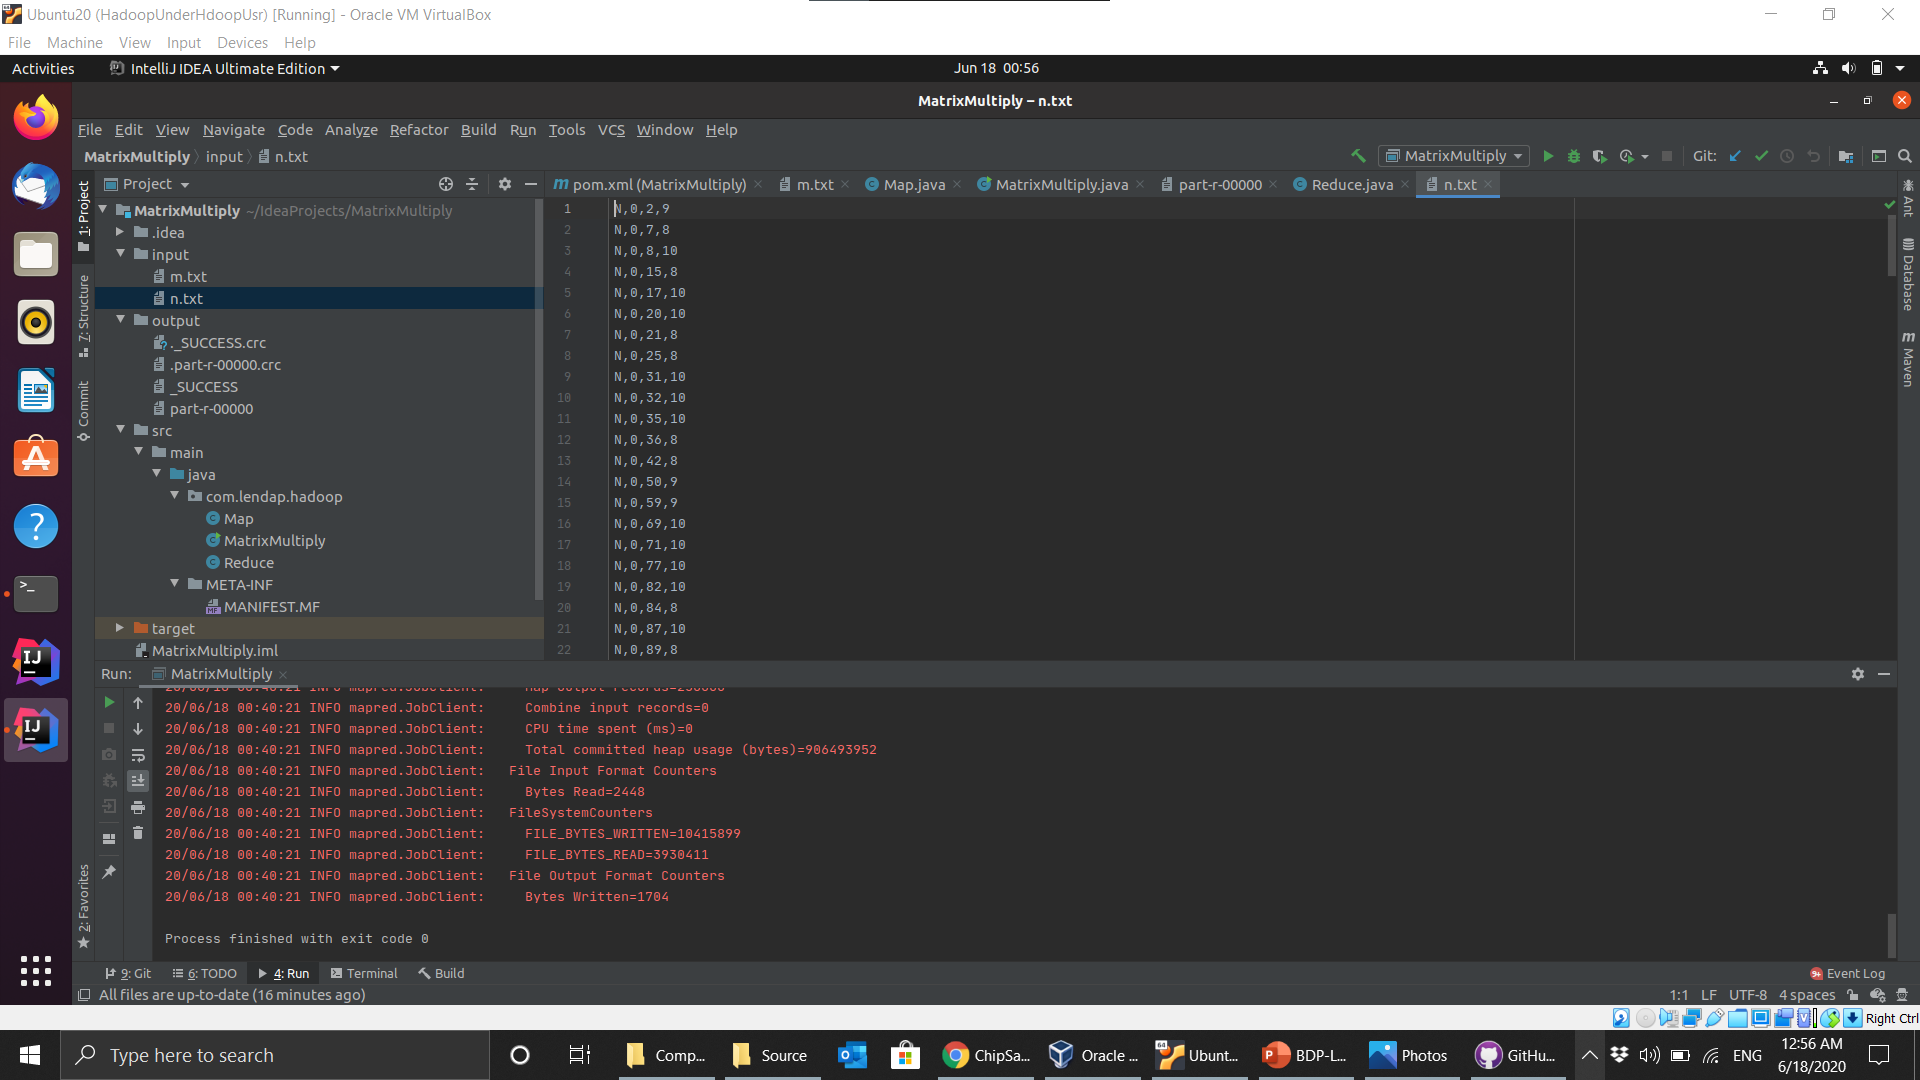 Ubuntu20 (HadoopUnderHdoopUsr) [Running] - Oracle VM VirtualBox
File Machine View Input Devices Help
Activities IntelliJ IDEA Ultimate Edition Jun 18 00:56
MatrixMultiply – n.txt
File Edit View Navigate Code Analyze Refactor Build Run Tools VCS Window Help
MatrixMultiply input n.txt MatrixMultiply Git:
Project pom.xml (MatrixMultiply) m.txt Map.java MatrixMultiply.java part-r-00000 Reduce.java n.txt
1: Project
7: Structure
Commit
2: Favorites
MatrixMultiply ~/IdeaProjects/MatrixMultiply
.idea
input
m.txt
n.txt
output
._SUCCESS.crc
.part-r-00000.crc
_SUCCESS
part-r-00000
src
main
java
com.lendap.hadoop
Map
MatrixMultiply
Reduce
META-INF
MANIFEST.MF
target
MatrixMultiply.iml
1 N,0,2,9
2 N,0,7,8
3 N,0,8,10
4 N,0,15,8
5 N,0,17,10
6 N,0,20,10
7 N,0,21,8
8 N,0,25,8
9 N,0,31,10
10 N,0,32,10
11 N,0,35,10
12 N,0,36,8
13 N,0,42,8
14 N,0,50,9
15 N,0,59,9
16 N,0,69,10
17 N,0,71,10
18 N,0,77,10
19 N,0,82,10
20 N,0,84,8
21 N,0,87,10
22 N,0,89,8
Ant
Database
Maven
Run: MatrixMultiply
20/06/18 00:40:21 INFO mapred.JobClient: Combine input records=0
20/06/18 00:40:21 INFO mapred.JobClient: CPU time spent (ms)=0
20/06/18 00:40:21 INFO mapred.JobClient: Total committed heap usage (bytes)=906493952
20/06/18 00:40:21 INFO mapred.JobClient: File Input Format Counters
20/06/18 00:40:21 INFO mapred.JobClient: Bytes Read=2448
20/06/18 00:40:21 INFO mapred.JobClient: FileSystemCounters
20/06/18 00:40:21 INFO mapred.JobClient: FILE_BYTES_WRITTEN=10415899
20/06/18 00:40:21 INFO mapred.JobClient: FILE_BYTES_READ=3930411
20/06/18 00:40:21 INFO mapred.JobClient: File Output Format Counters
20/06/18 00:40:21 INFO mapred.JobClient: Bytes Written=1704
Process finished with exit code 0
9: Git 6: TODO 4: Run Terminal Build Event Log
All files are up-to-date (16 minutes ago) 1:1 LF UTF-8 4 spaces
Right Ctrl
Type here to search Comp... Source ChipSa... Oracle ... Ubunt... BDP-L... Photos GitHu... ENG 12:56 AM
6/18/2020